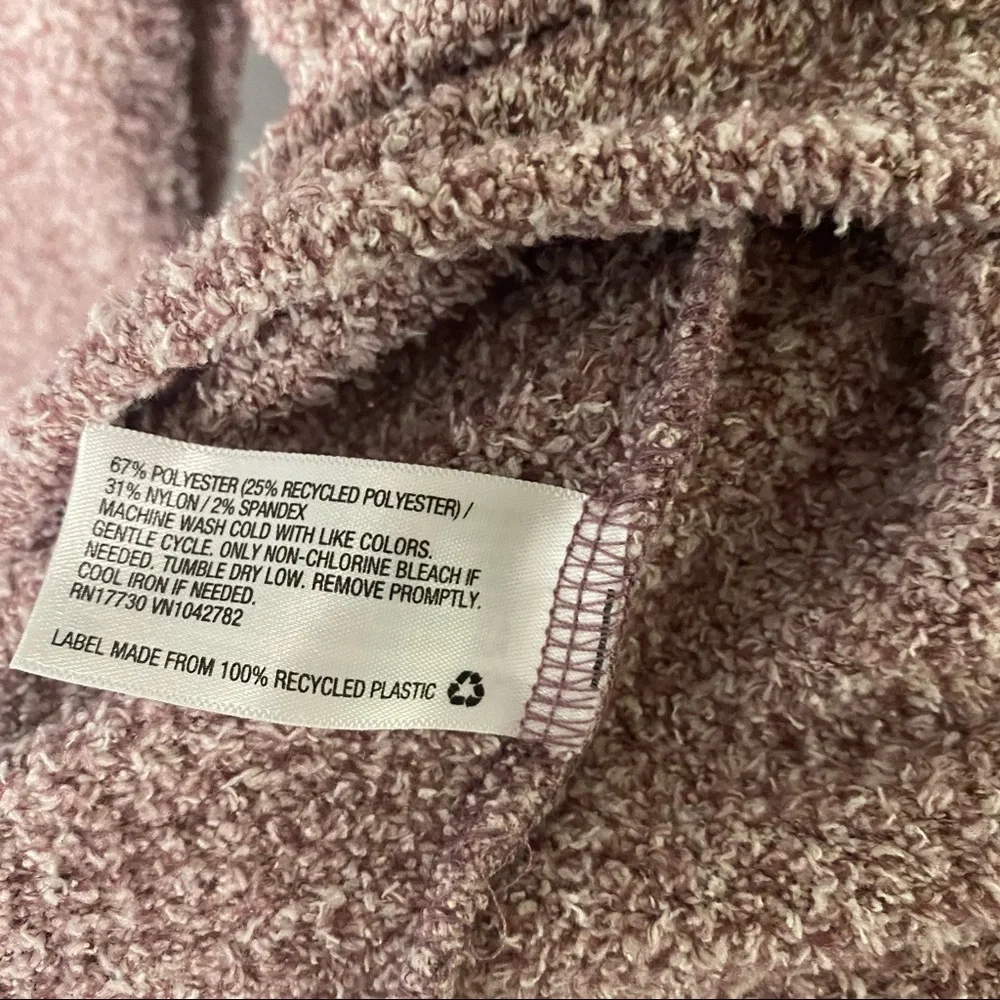 67% POLYESTER (25% RECYCLED POLYESTER) /
31% NYLON / 2% SPANDEX
MACHINE WASH COLD WITH LIKE COLORS.
GENTLE CYCLE. ONLY NON-CHLORINE BLEACH IF
NEEDED. TUMBLE DRY LOW. REMOVE PROMPTLY.
COOL IRON IF NEEDED.
RN17730 VN1042782
LABEL MADE FROM 100% RECYCLED PLASTIC